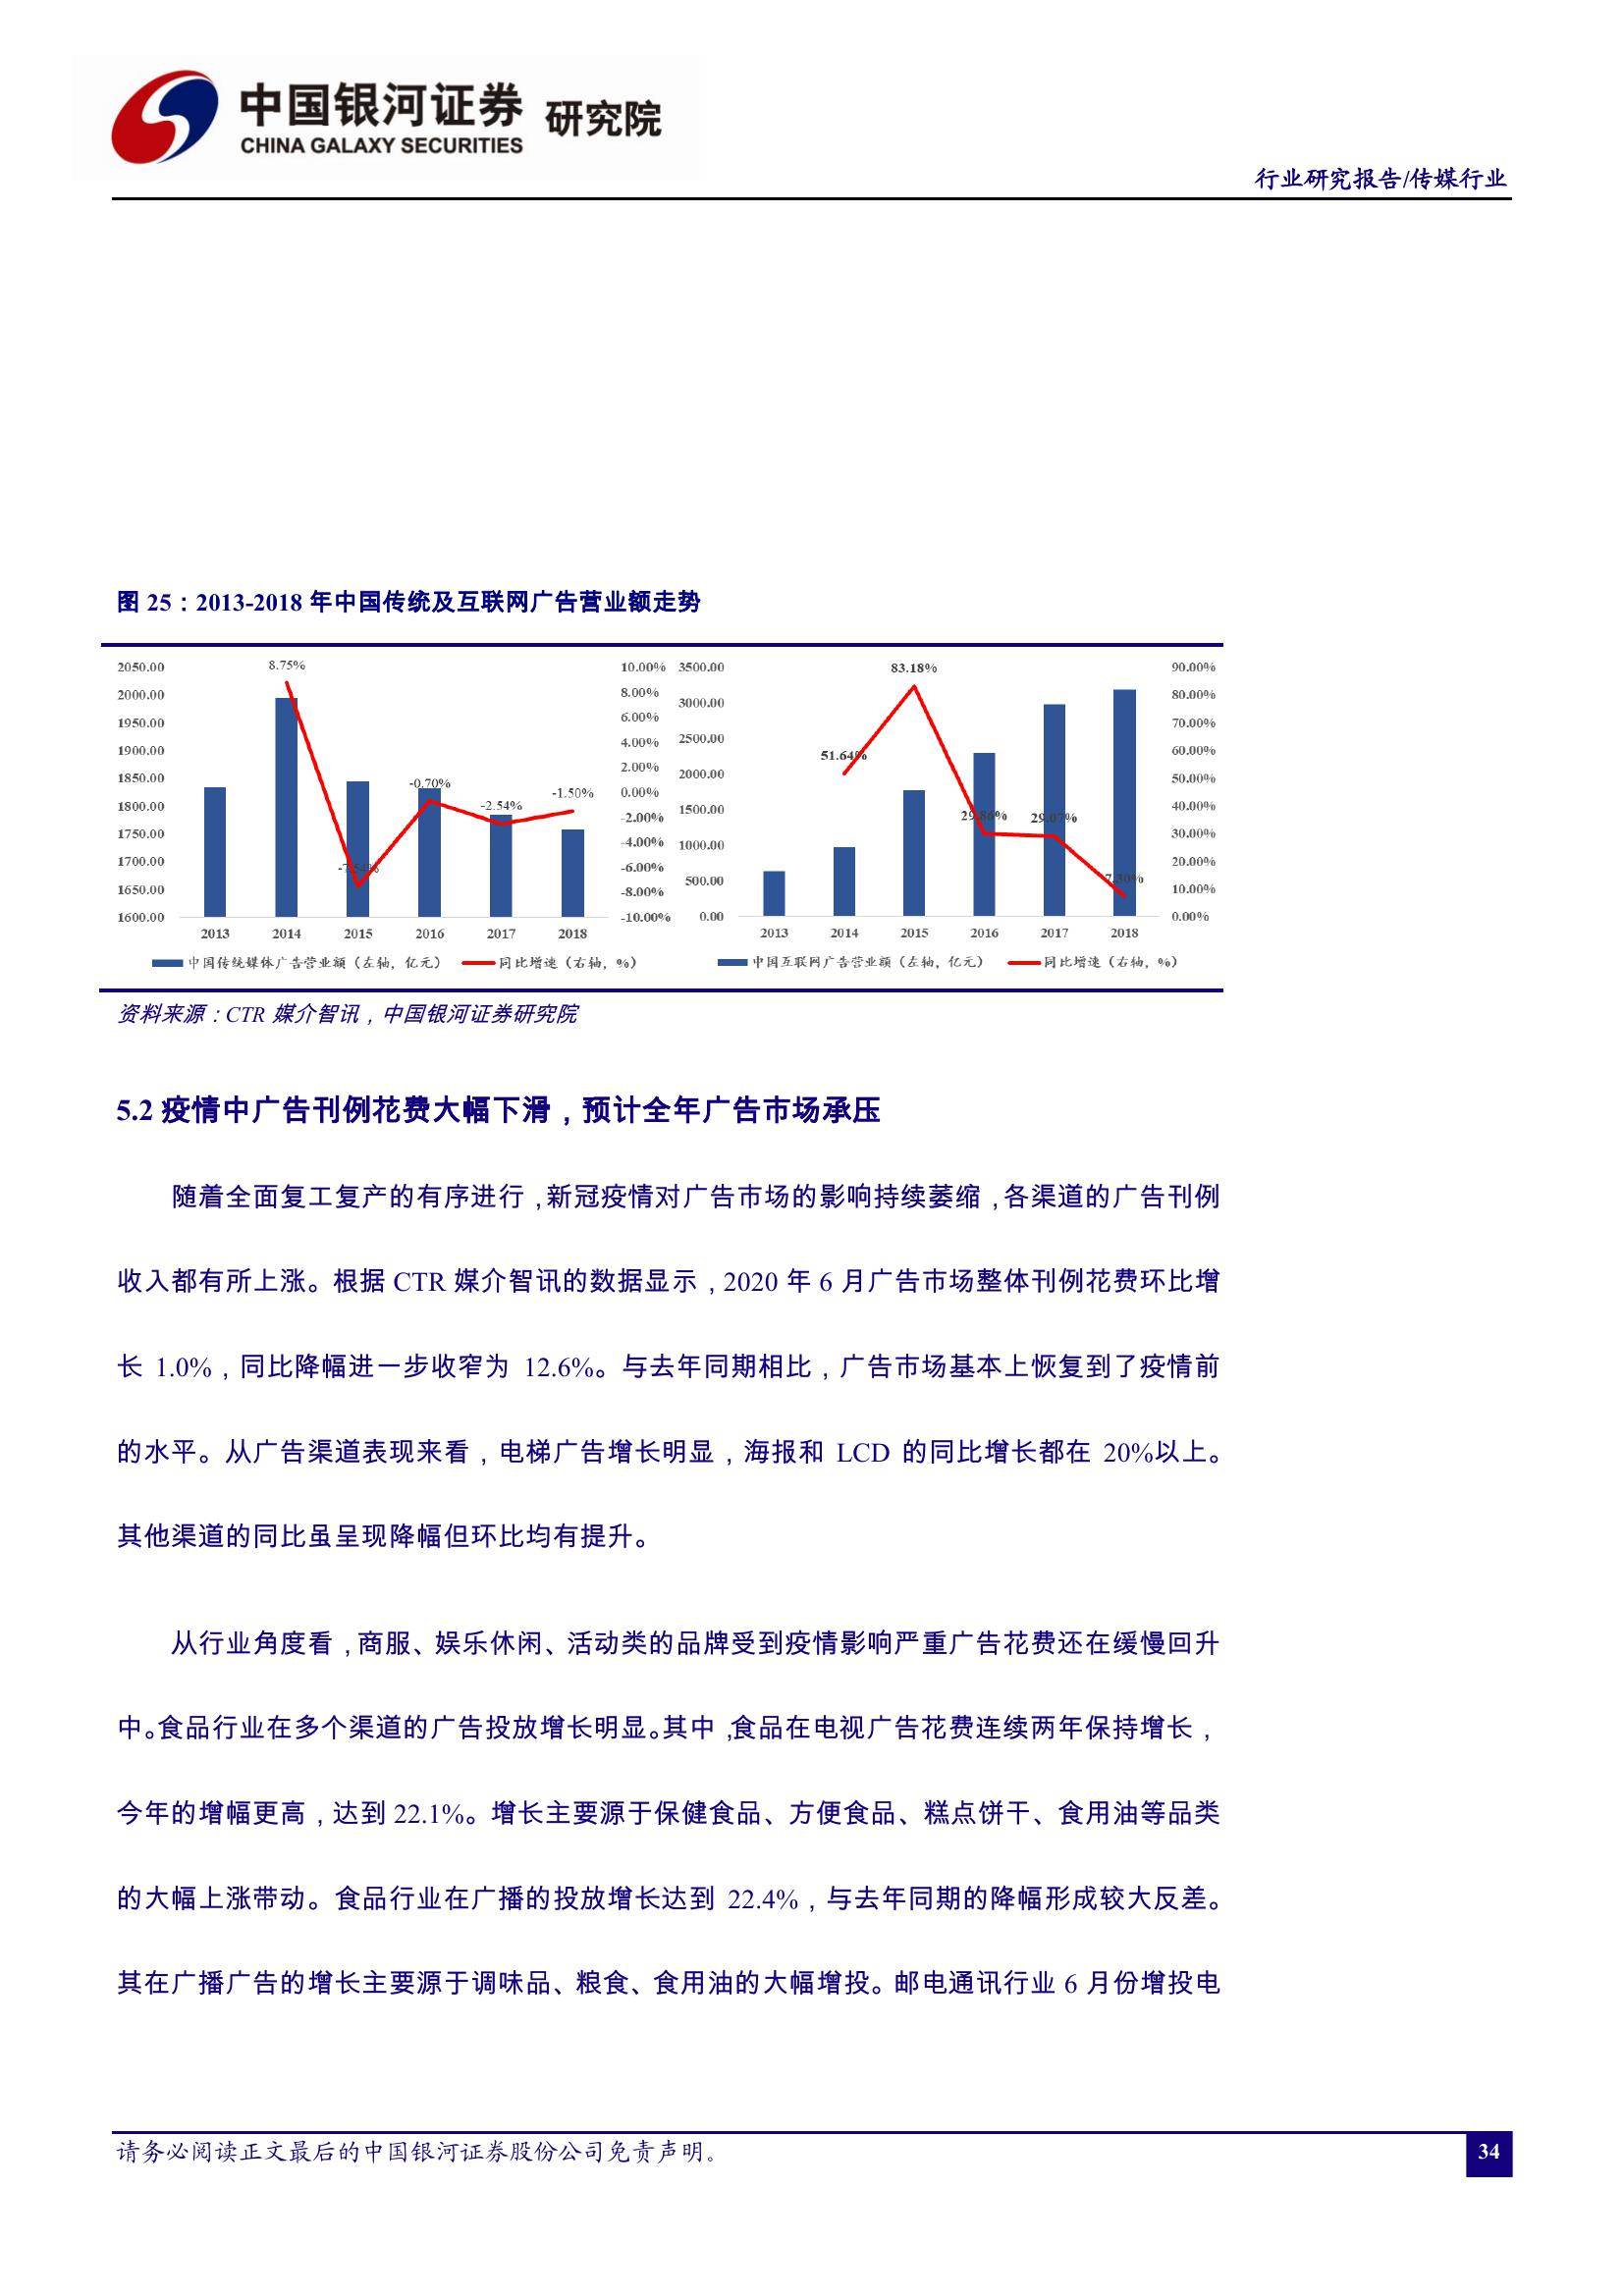 中国银河证券 研究院
CHINA GALAXY SECURITIES
行业研究报告/传媒行业
图 25：2013-2018 年中国传统及互联网广告营业额走势
2050.00
2000.00
1950.00
1900.00
1850.00
1800.00
1750.00
1700.00
1650.00
1600.00
8.75%
-7.54%
-0.70%
-2.54%
-1.50%
10.00%
8.00%
6.00%
4.00%
2.00%
0.00%
-2.00%
-4.00%
-6.00%
-8.00%
-10.00%
2013 2014 2015 2016 2017 2018
中国传统媒体广告营业额（左轴，亿元） 同比增速（右轴，%）
3500.00
3000.00
2500.00
2000.00
1500.00
1000.00
500.00
0.00
51.64%
83.18%
29.86%
29.07%
7.80%
90.00%
80.00%
70.00%
60.00%
50.00%
40.00%
30.00%
20.00%
10.00%
0.00%
2013 2014 2015 2016 2017 2018
中国互联网广告营业额（左轴，亿元） 同比增速（右轴，%）
资料来源：CTR 媒介智讯，中国银河证券研究院
5.2 疫情中广告刊例花费大幅下滑，预计全年广告市场承压
随着全面复工复产的有序进行，新冠疫情对广告市场的影响持续萎缩，各渠道的广告刊例
收入都有所上涨。根据 CTR 媒介智讯的数据显示，2020 年 6 月广告市场整体刊例花费环比增
长 1.0%，同比降幅进一步收窄为 12.6%。与去年同期相比，广告市场基本上恢复到了疫情前
的水平。从广告渠道表现来看，电梯广告增长明显，海报和 LCD 的同比增长都在 20%以上。
其他渠道的同比虽呈现降幅但环比均有提升。
从行业角度看，商服、娱乐休闲、活动类的品牌受到疫情影响严重广告花费还在缓慢回升
中。食品行业在多个渠道的广告投放增长明显。其中，食品在电视广告花费连续两年保持增长，
今年的增幅更高，达到 22.1%。增长主要源于保健食品、方便食品、糕点饼干、食用油等品类
的大幅上涨带动。食品行业在广播的投放增长达到 22.4%，与去年同期的降幅形成较大反差。
其在广播广告的增长主要源于调味品、粮食、食用油的大幅增投。邮电通讯行业 6 月份增投电
请务必阅读正文最后的中国银河证券股份公司免责声明。
34